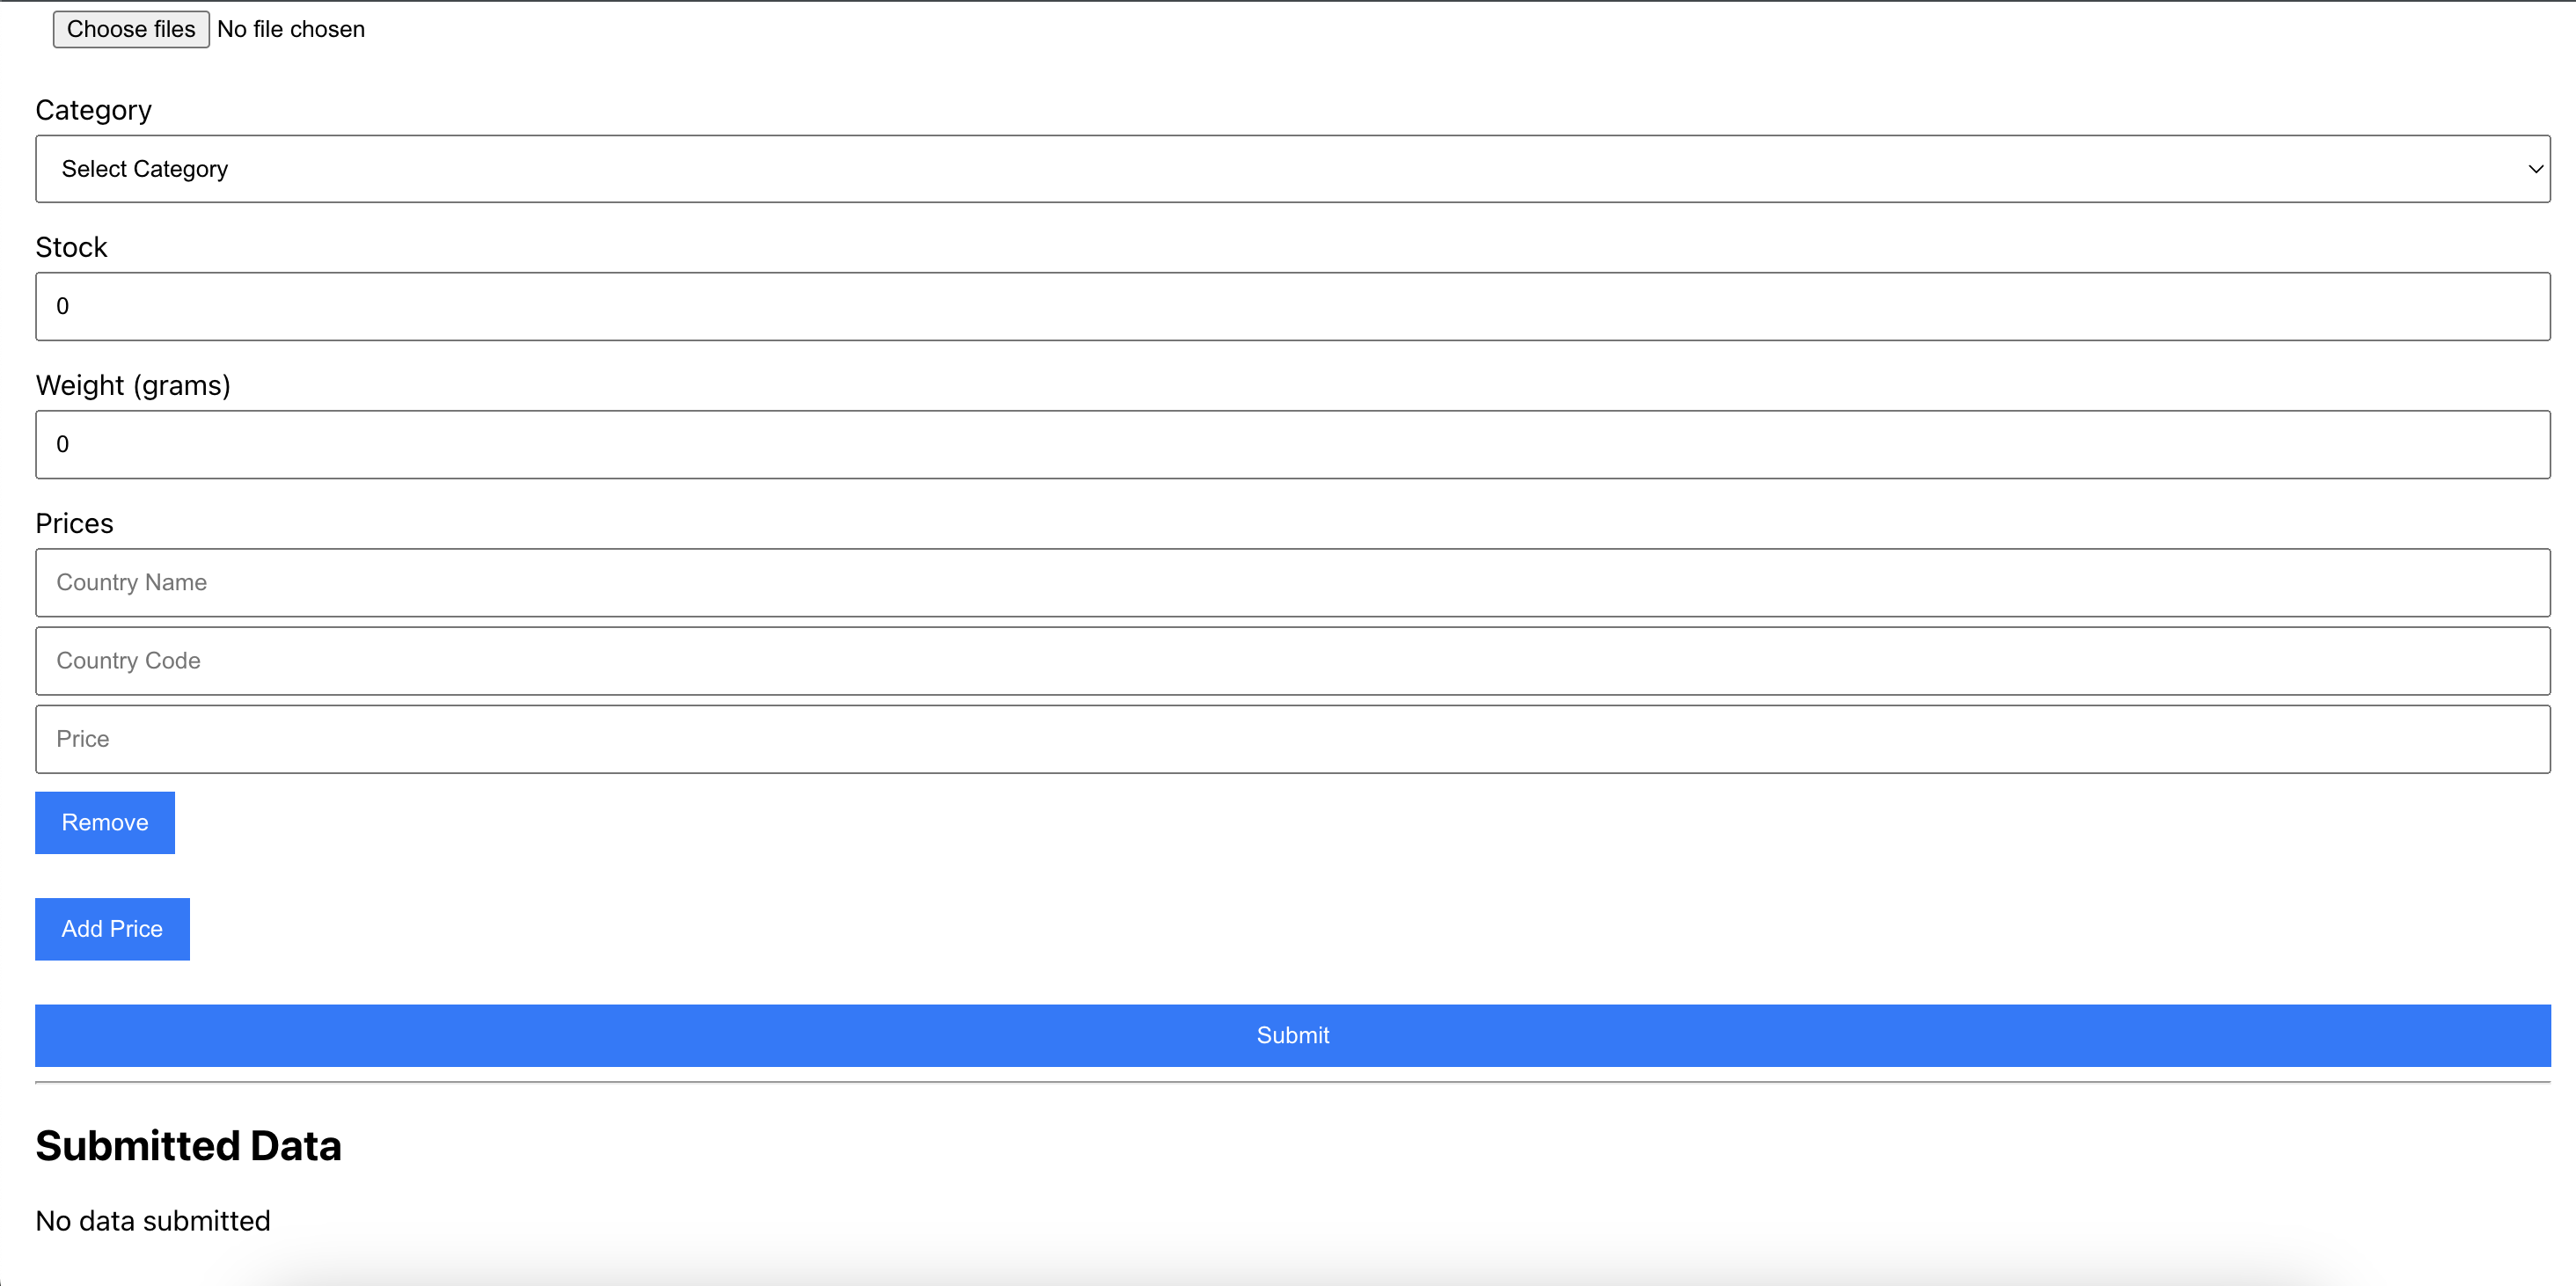 Choose files No file chosen
Category
Select Category
Stock
0
Weight (grams)
0
Prices
Country Name
Country Code
Price
Remove
Add Price
Submit
Submitted Data
No data submitted